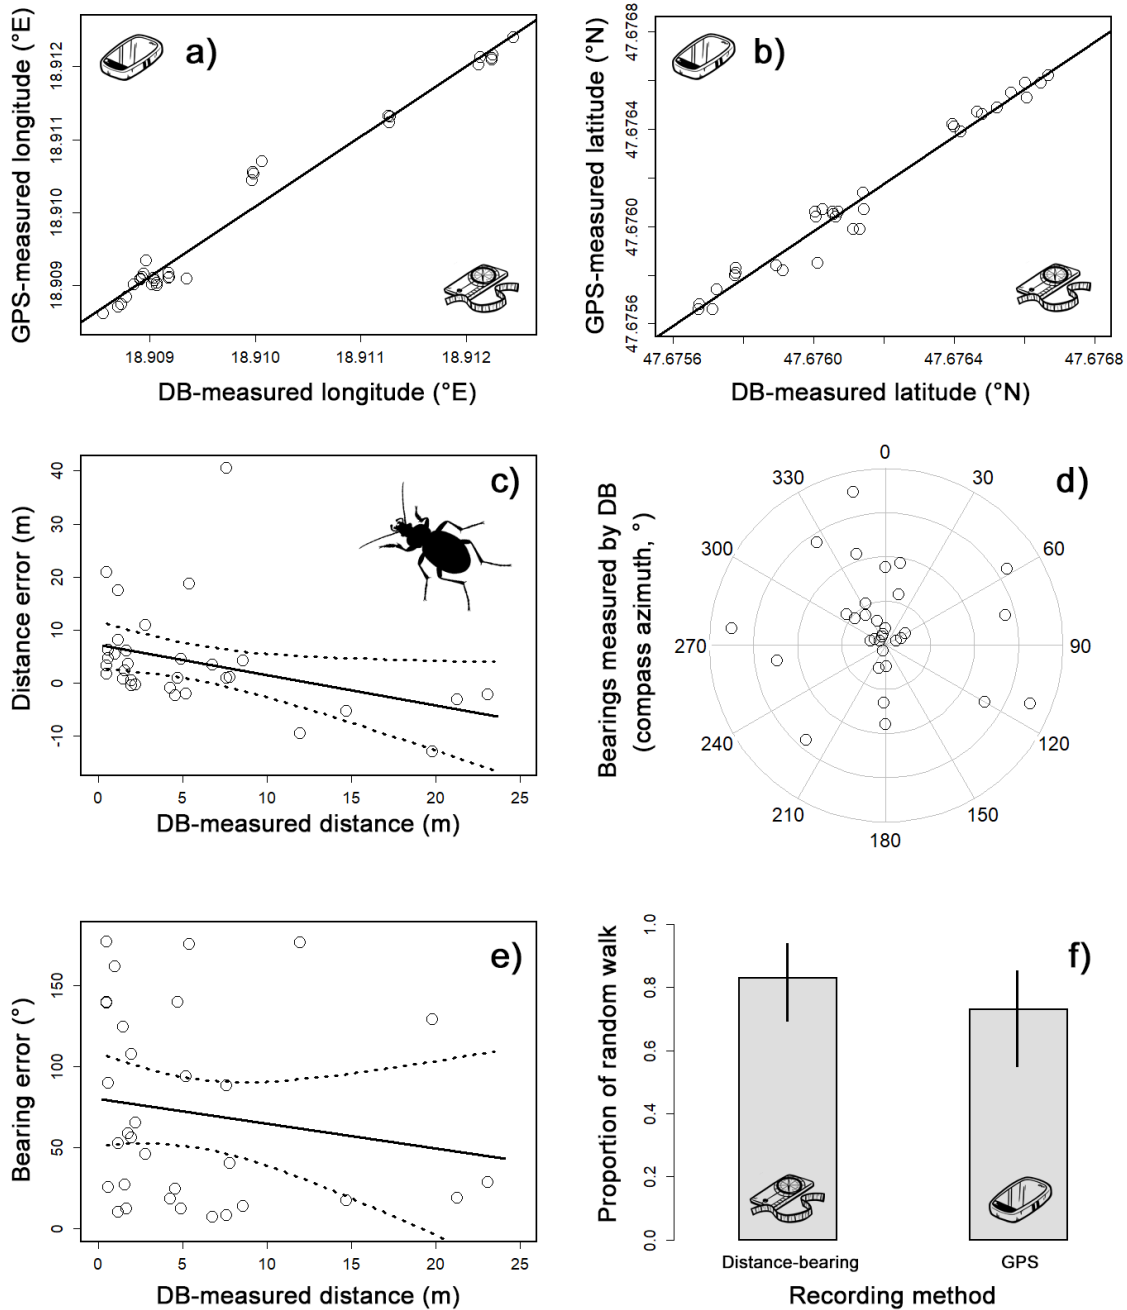 a)
GPS-measured longitude (°E)
18.909 18.910 18.911 18.912
18.909 18.910 18.911 18.912
DB-measured longitude (°E)
b)
GPS-measured latitude (°N)
47.6756 47.6760 47.6764 47.6768
47.6756 47.6760 47.6764 47.6768
DB-measured latitude (°N)
c)
Distance error (m)
-10 0 10 20 30 40
0 5 10 15 20 25
DB-measured distance (m)
d)
Bearings measured by DB
(compass azimuth, °)
0
330 30
300 60
270 90
240 120
210 150
180
e)
Bearing error (°)
0 50 100 150
0 5 10 15 20 25
DB-measured distance (m)
f)
Proportion of random walk
0.0 0.2 0.4 0.6 0.8 1.0
Distance-bearing GPS
Recording method